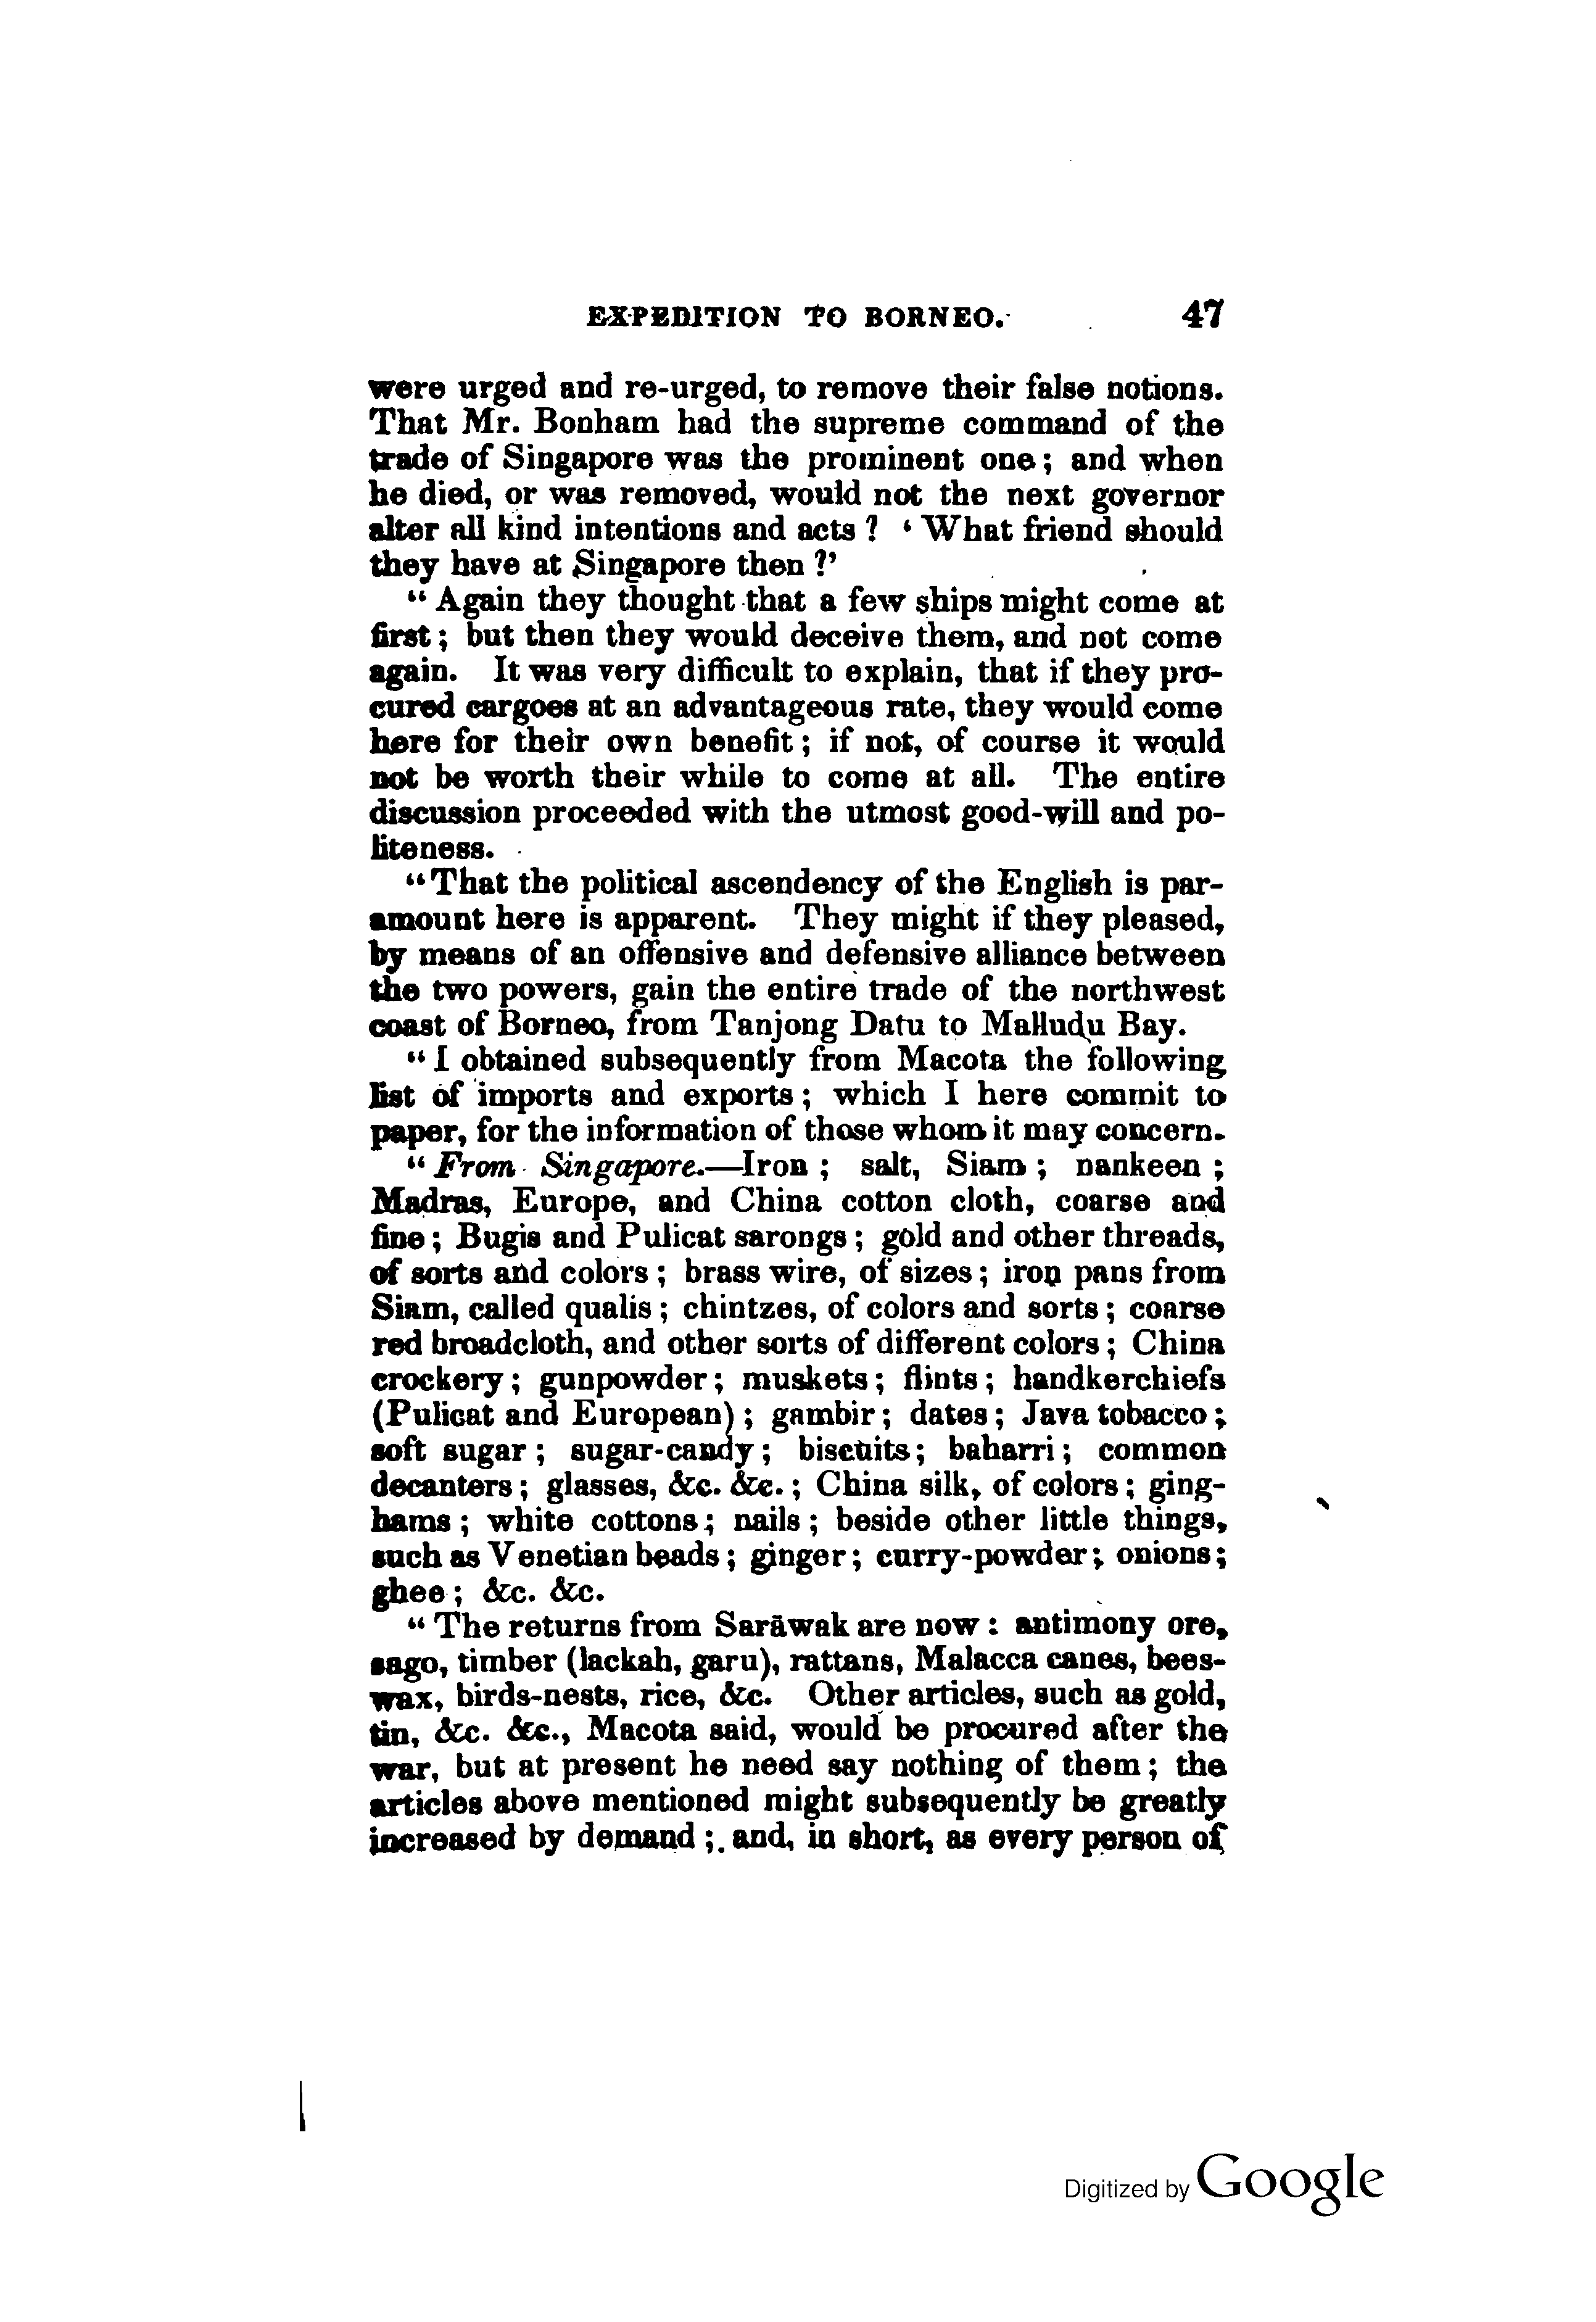 EXPEDITION TO BORNEO. 47
were urged and re-urged, to remove their false notions.
That Mr. Bonham had the supreme command of the
trade of Singapore was the prominent one; and when
he died, or was removed, would not the next governor
alter all kind intentions and acts? ‘What friend should
they have at Singapore then?’
“Again they thought that a few ships might come at
first; but then they would deceive them, and not come
again. It was very difficult to explain, that if they pro-
cured cargoes at an advantageous rate, they would come
here for their own benefit; if not, of course it would
not be worth their while to come at all. The entire
discussion proceeded with the utmost good-will and po-
liteness.
“That the political ascendency of the English is par-
amount here is apparent. They might if they pleased,
by means of an offensive and defensive alliance between
the two powers, gain the entire trade of the northwest
coast of Borneo, from Tanjong Datu to Malludu Bay.
“I obtained subsequently from Macota the following
list of imports and exports; which I here commit to
paper, for the information of those whom it may concern.
“From Singapore.—Iron; salt, Siam; nankeen;
Madras, Europe, and China cotton cloth, coarse and
fine; Bugis and Pulicat sarongs; gold and other threads,
of sorts and colors; brass wire, of sizes; iron pans from
Siam, called qualis; chintzes, of colors and sorts; coarse
red broadcloth, and other sorts of different colors; China
crockery; gunpowder; muskets; flints; handkerchiefs
(Pulicat and European); gambir; dates; Java tobacco;
soft sugar; sugar-candy; biscuits; baharri; common
decanters; glasses, &c. &c.; China silk, of colors; ging-
hams; white cottons; nails; beside other little things,
such as Venetian beads; ginger; curry-powder; onions;
ghee; &c. &c.
“The returns from Sarāwak are now: antimony ore,
sago, timber (lackah, garu), rattans, Malacca canes, bees-
wax, birds-nests, rice, &c. Other articles, such as gold,
tin, &c. &c., Macota said, would be procured after the
war, but at present he need say nothing of them; the
articles above mentioned might subsequently be greatly
increased by demand; and, in short, as every person of
Digitized by Google